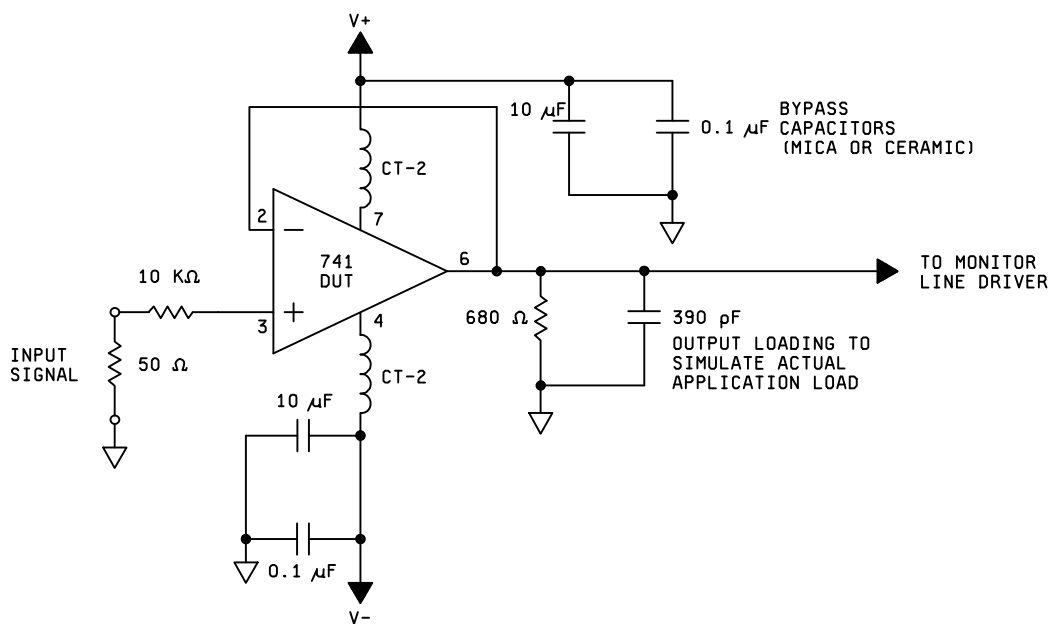 V+
10 µF
0.1 µF
BYPASS
CAPACITORS
(MICA OR CERAMIC)
CT-2
2
7
741
DUT
6
TO MONITOR
LINE DRIVER
10 KΩ
3
4
680 Ω
390 pF
OUTPUT LOADING TO
SIMULATE ACTUAL
APPLICATION LOAD
INPUT
SIGNAL
50 Ω
CT-2
10 µF
0.1 µF
V-